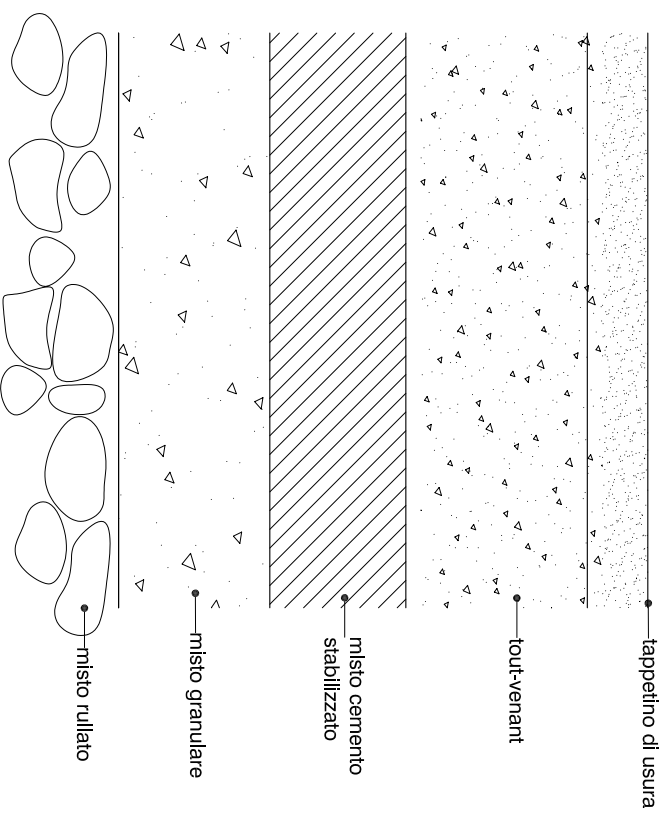 tappetino di usura
tout-venant
mIsto cemento
stabilizzato
misto granulare
misto rullato